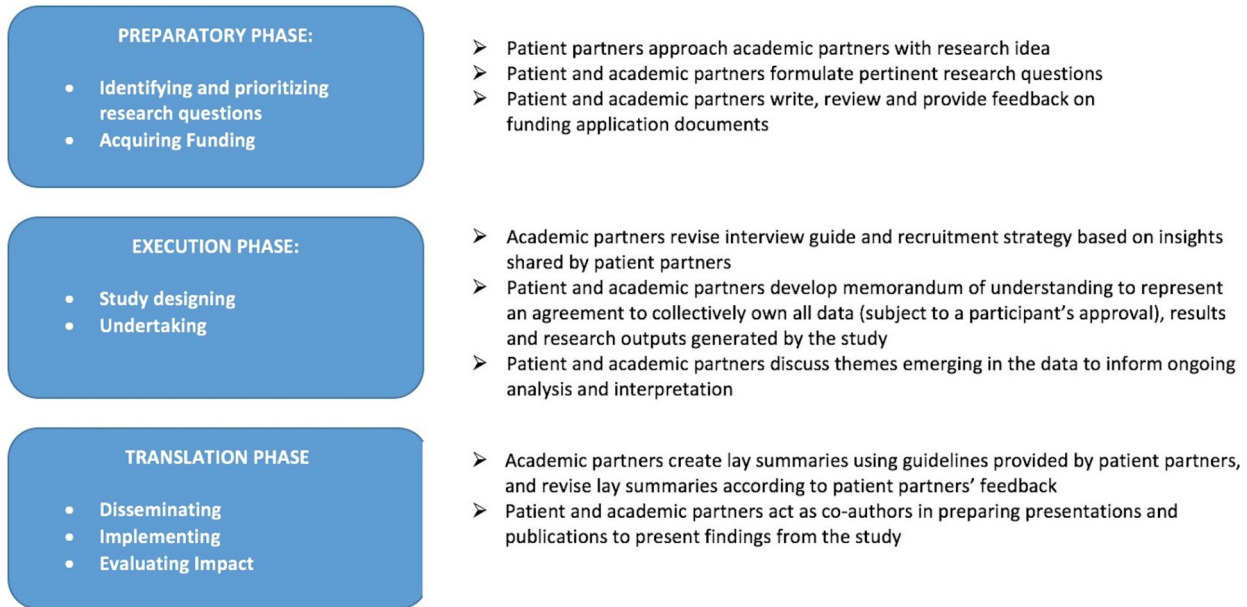 PREPARATORY PHASE:
• Identifying and prioritizing
research questions
• Acquiring Funding
➢ Patient partners approach academic partners with research idea
➢ Patient and academic partners formulate pertinent research questions
➢ Patient and academic partners write, review and provide feedback on
funding application documents
EXECUTION PHASE:
• Study designing
• Undertaking
➢ Academic partners revise interview guide and recruitment strategy based on insights
shared by patient partners
➢ Patient and academic partners develop memorandum of understanding to represent
an agreement to collectively own all data (subject to a participant’s approval), results
and research outputs generated by the study
➢ Patient and academic partners discuss themes emerging in the data to inform ongoing
analysis and interpretation
TRANSLATION PHASE
• Disseminating
• Implementing
• Evaluating Impact
➢ Academic partners create lay summaries using guidelines provided by patient partners,
and revise lay summaries according to patient partners’ feedback
➢ Patient and academic partners act as co-authors in preparing presentations and
publications to present findings from the study